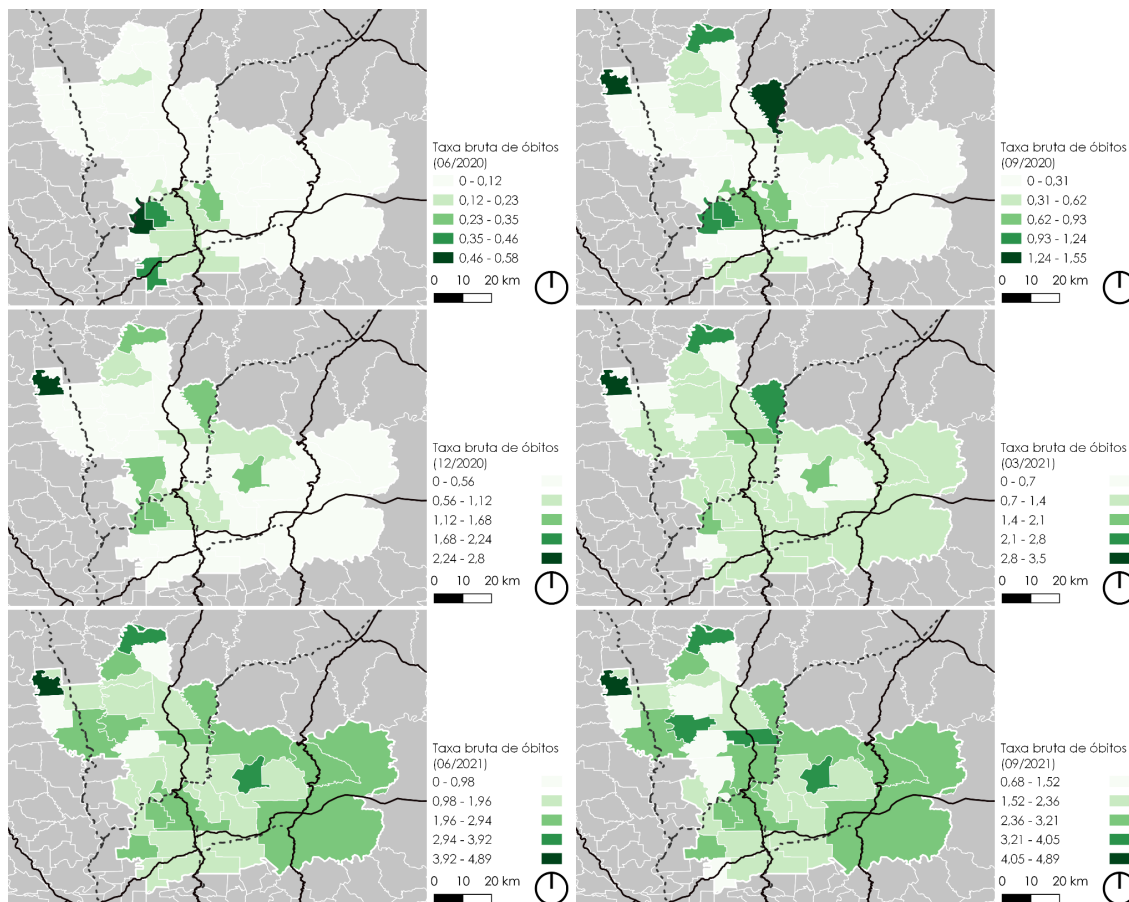 Taxa bruta de óbitos
(06/2020)
0 - 0,12
0,12 - 0,23
0,23 - 0,35
0,35 - 0,46
0,46 - 0,58
0 10 20 km
Taxa bruta de óbitos
(09/2020)
0 - 0,31
0,31 - 0,62
0,62 - 0,93
0,93 - 1,24
1,24 - 1,55
0 10 20 km
Taxa bruta de óbitos
(12/2020)
0 - 0,56
0,56 - 1,12
1,12 - 1,68
1,68 - 2,24
2,24 - 2,8
0 10 20 km
Taxa bruta de óbitos
(03/2021)
0 - 0,7
0,7 - 1,4
1,4 - 2,1
2,1 - 2,8
2,8 - 3,5
0 10 20 km
Taxa bruta de óbitos
(06/2021)
0 - 0,98
0,98 - 1,96
1,96 - 2,94
2,94 - 3,92
3,92 - 4,89
0 10 20 km
Taxa bruta de óbitos
(09/2021)
0,68 - 1,52
1,52 - 2,36
2,36 - 3,21
3,21 - 4,05
4,05 - 4,89
0 10 20 km